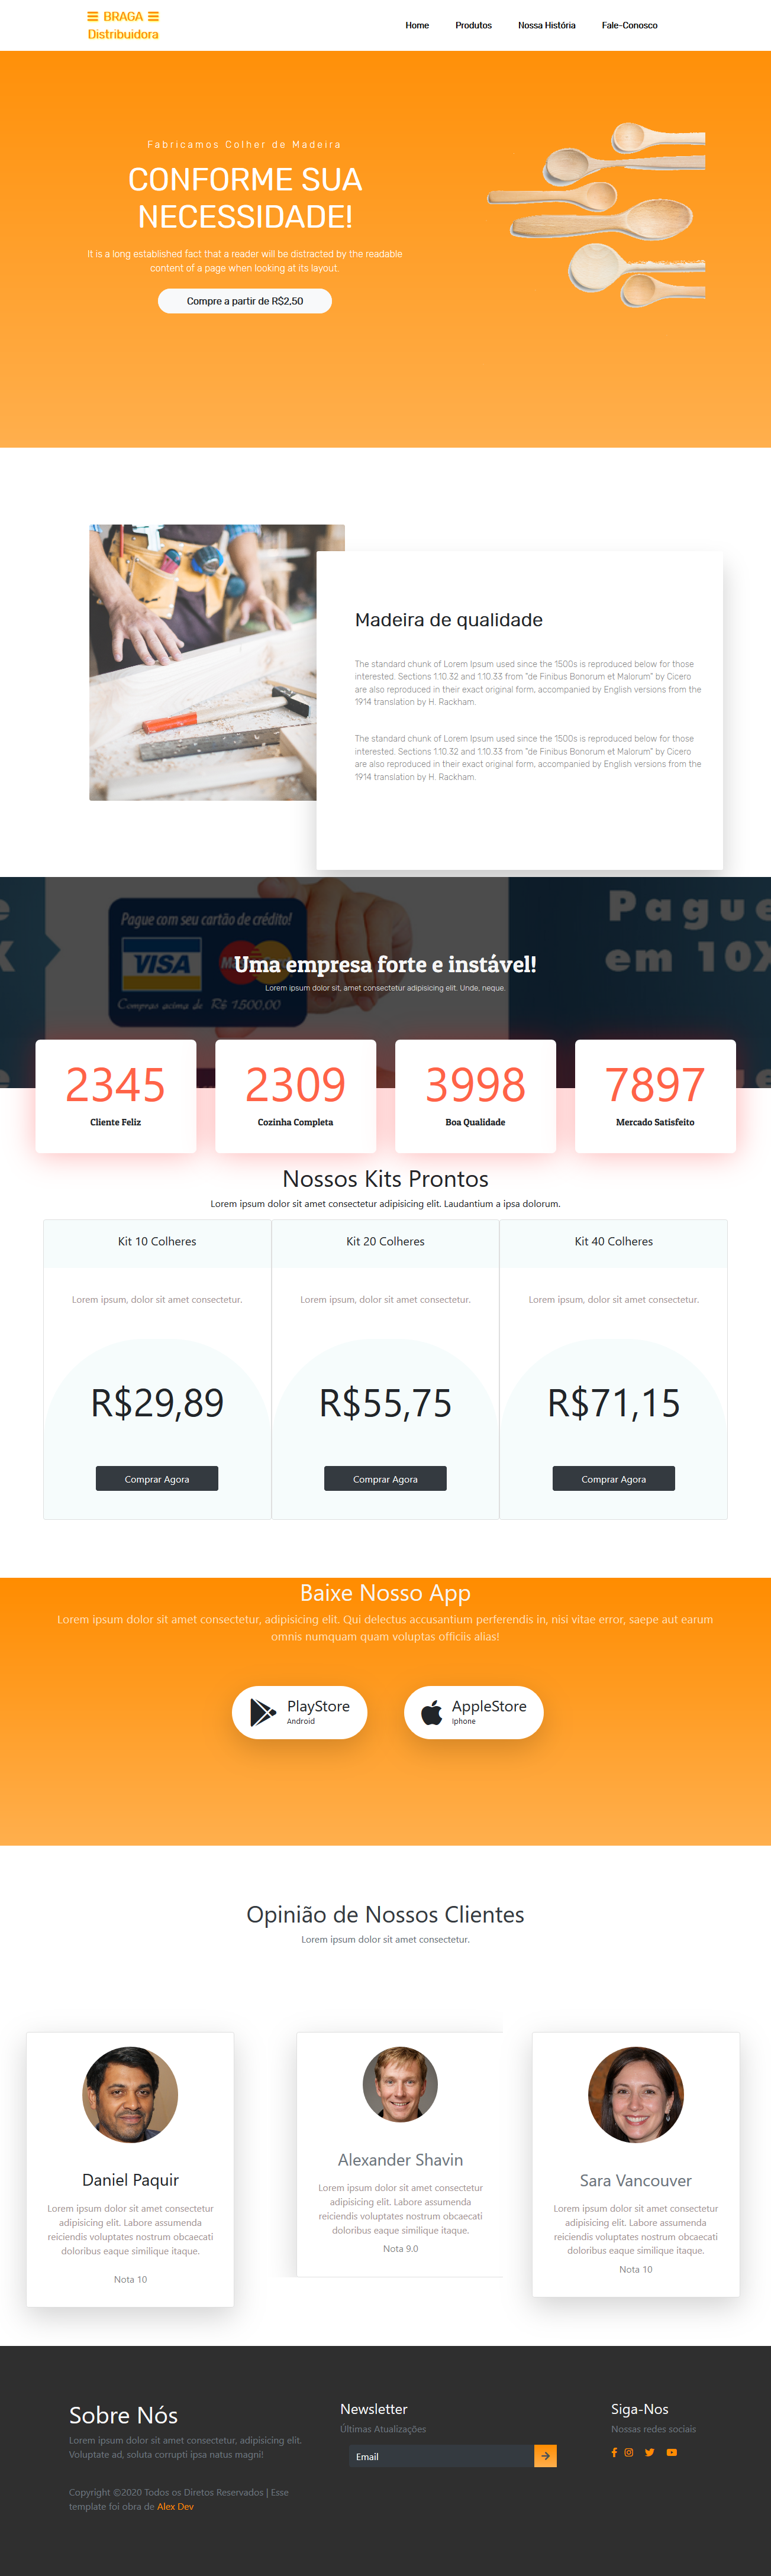 BRAGA
Distribuidora
Home
Produtos
Nossa História
Fale-Conosco
Fabricamos Colher de Madeira
CONFORME SUA
NECESSIDADE!
It is a long established fact that a reader will be distracted by the readable
content of a page when looking at its layout.
Compre a partir de R$2,50
Madeira de qualidade
The standard chunk of Lorem Ipsum used since the 1500s is reproduced below for those
interested. Sections 1.10.32 and 1.10.33 from "de Finibus Bonorum et Malorum" by Cicero
are also reproduced in their exact original form, accompanied by English versions from the
1914 translation by H. Rackham.
The standard chunk of Lorem Ipsum used since the 1500s is reproduced below for those
interested. Sections 1.10.32 and 1.10.33 from "de Finibus Bonorum et Malorum" by Cicero
are also reproduced in their exact original form, accompanied by English versions from the
1914 translation by H. Rackham.
Pague com seu cartão de crédito!
VISA
Compras acima de R$ 1.500,00
Pague
em 10X
Uma empresa forte e instável!
Lorem ipsum dolor sit, amet consectetur adipisicing elit. Unde, neque.
2345
Cliente Feliz
2309
Cozinha Completa
3998
Boa Qualidade
7897
Mercado Satisfeito
Nossos Kits Prontos
Lorem ipsum dolor sit amet consectetur adipisicing elit. Laudantium a ipsa dolorum.
Kit 10 Colheres
Lorem ipsum, dolor sit amet consectetur.
R$29,89
Comprar Agora
Kit 20 Colheres
Lorem ipsum, dolor sit amet consectetur.
R$55,75
Comprar Agora
Kit 40 Colheres
Lorem ipsum, dolor sit amet consectetur.
R$71,15
Comprar Agora
Baixe Nosso App
Lorem ipsum dolor sit amet consectetur, adipisicing elit. Qui delectus accusantium perferendis in, nisi vitae error, saepe aut earum
omnis numquam quam voluptas officiis alias!
PlayStore
Android
AppleStore
Iphone
Opinião de Nossos Clientes
Lorem ipsum dolor sit amet consectetur.
Daniel Paquir
Lorem ipsum dolor sit amet consectetur
adipisicing elit. Labore assumenda
reiciendis voluptates nostrum obcaecati
doloribus eaque similique itaque.
Nota 10
Alexander Shavin
Lorem ipsum dolor sit amet consectetur
adipisicing elit. Labore assumenda
reiciendis voluptates nostrum obcaecati
doloribus eaque similique itaque.
Nota 9.0
Sara Vancouver
Lorem ipsum dolor sit amet consectetur
adipisicing elit. Labore assumenda
reiciendis voluptates nostrum obcaecati
doloribus eaque similique itaque.
Nota 10
Sobre Nós
Lorem ipsum dolor sit amet consectetur, adipisicing elit.
Voluptate ad, soluta corrupti ipsa natus magni!
Copyright ©2020 Todos os Diretos Reservados | Esse
template foi obra de Alex Dev
Newsletter
Últimas Atualizações
Email
Siga-Nos
Nossas redes sociais